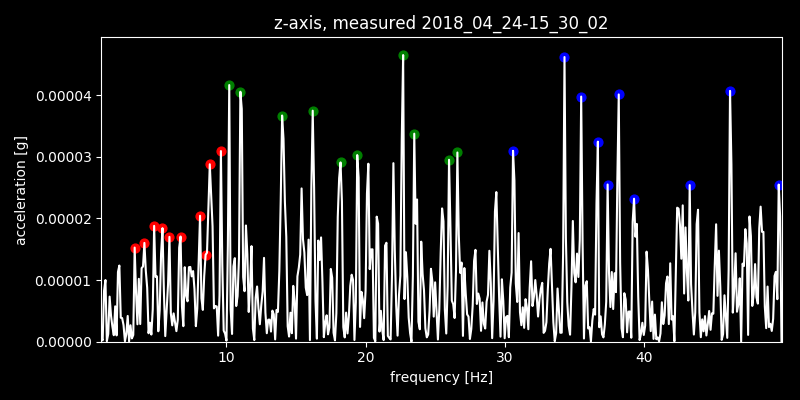 z-axis, measured 2018_04_24-15_30_02
acceleration [g]
0.00004
0.00003
0.00002
0.00001
0.00000
10 20 30 40
frequency [Hz]